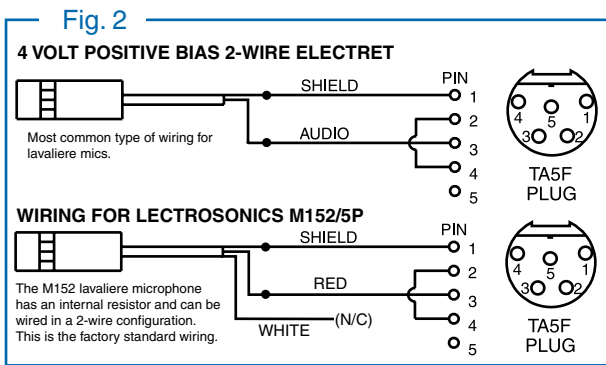 Fig. 2
4 VOLT POSITIVE BIAS 2-WIRE ELECTRET
PIN
SHIELD
1
2
AUDIO
3
4
5
Most common type of wiring for
lavaliere mics.
4 5 1
3 2
TA5F
PLUG
WIRING FOR LECTROSONICS M152/5P
PIN
SHIELD
1
2
RED
3
WHITE (N/C)
4
5
The M152 lavaliere microphone
has an internal resistor and can be
wired in a 2-wire configuration.
This is the factory standard wiring.
4 5 1
3 2
TA5F
PLUG